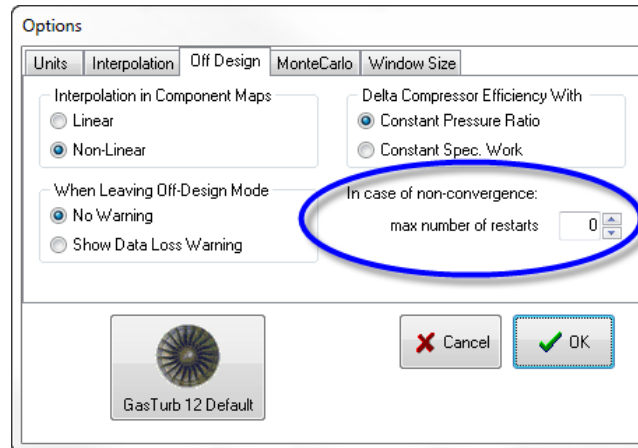 Options
Units Interpolation Off Design MonteCarlo Window Size
Interpolation in Component Maps
Linear
Non-Linear
Delta Compressor Efficiency With
Constant Pressure Ratio
Constant Spec. Work
When Leaving Off-Design Mode
No Warning
Show Data Loss Warning
In case of non-convergence:
max number of restarts 0
GasTurb 12 Default
Cancel
OK